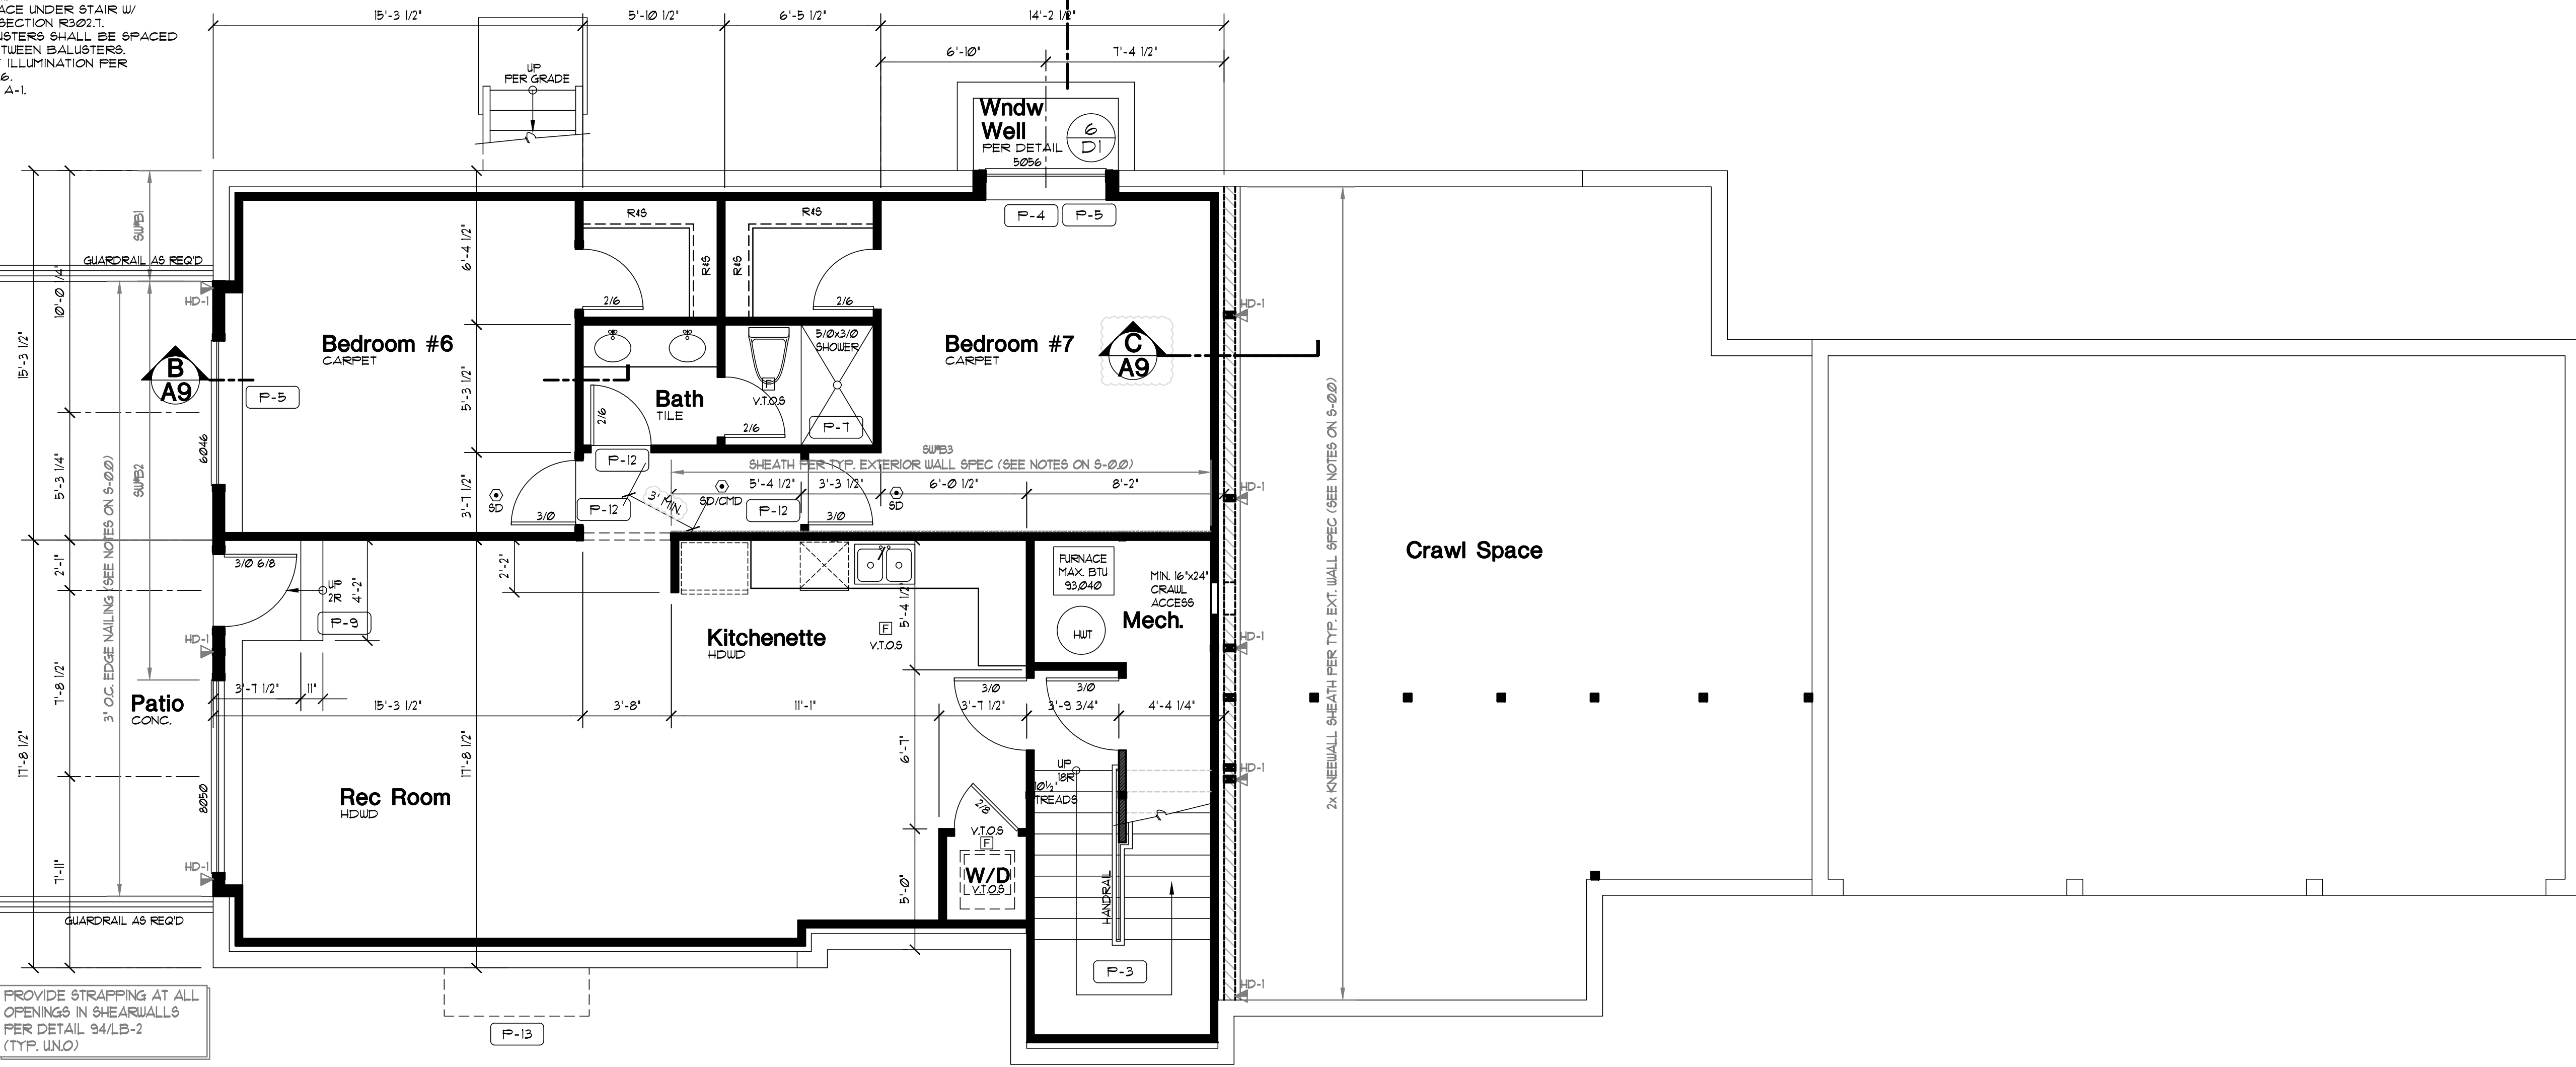 ACE UNDER STAIR W/
SECTION R302.7.
USTERS SHALL BE SPACED
TWEEN BALUSTERS.
ILLUMINATION PER
6.
A-1.
15'-3 1/2"
5'-10 1/2"
6'-5 1/2"
14'-2 1/2"
6'-10"
7'-4 1/2"
UP
PER GRADE
Wndw
Well
PER DETAIL
6
D1
5056
P-4
P-5
R&S
R&S
R&S
R&S
SW#B1
GUARDRAIL AS REQ'D
HD-1
10'-0 1/4"
15'-3 1/2"
6'-4 1/2"
2/6
2/6
HD-1
Bedroom #6
CARPET
5/0x3/0
SHOWER
Bedroom #7
CARPET
C
A9
B
A9
P-5
Bath
TILE
V.T.O.S
F
2/6
2/6
P-7
5'-3 1/2"
6046
5'-3 1/4"
SW#B2
3" O.C. EDGE NAILING (SEE NOTES ON S-0.0)
SW#B3
SHEATH PER TYP. EXTERIOR WALL SPEC (SEE NOTES ON S-0.0)
P-12
3'-7 1/2"
SD
3/0
P-12
3' MIN.
SD/CMD
P-12
5'-4 1/2"
3'-3 1/2"
6'-0 1/2"
8'-2"
SD
3/0
HD-1
2x KNEEWALL SHEATH PER TYP. EXT. WALL SPEC (SEE NOTES ON S-0.0)
Crawl Space
3/0 6/8
UP
2R
4'-2"
P-9
2'-1"
2'-2"
FURNACE
MAX. BTU
93,040
MIN. 16"x24"
CRAWL
ACCESS
Mech.
HWT
5'-4 1/2"
Kitchenette
HDWD
F
V.T.O.S
HD-1
HD-1
7'-8 1/2"
Patio
CONC.
3'-7 1/2"
11"
3/0
3/0
15'-3 1/2"
3'-8"
11'-1"
3'-7 1/2"
3'-9 3/4"
4'-4 1/4"
17'-8 1/2"
17'-8 1/2"
6'-7"
UP
18R
10½"
TREADS
HD-1
Rec Room
HDWD
8050
2/8
V.T.O.S
F
W/D
V.T.O.S
HD-1
7'-11"
5'-0"
HANDRAIL
GUARDRAIL AS REQ'D
P-3
HD-1
PROVIDE STRAPPING AT ALL
OPENINGS IN SHEARWALLS
PER DETAIL 94/LB-2
(TYP. U.N.O)
P-13